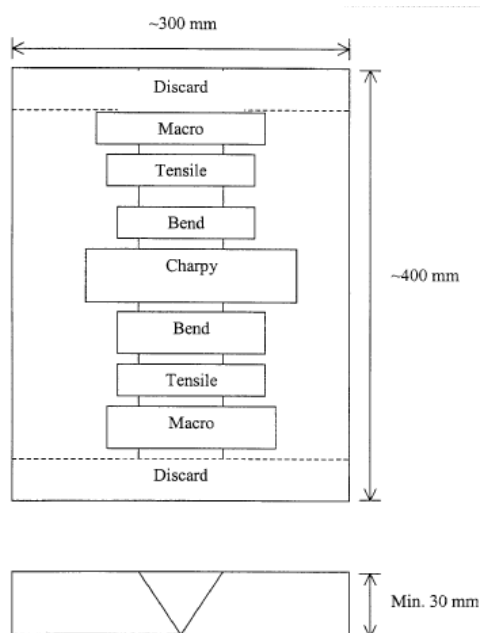 ~300 mm
Discard
Macro
Tensile
Bend
Charpy
~400 mm
Bend
Tensile
Macro
Discard
Min. 30 mm